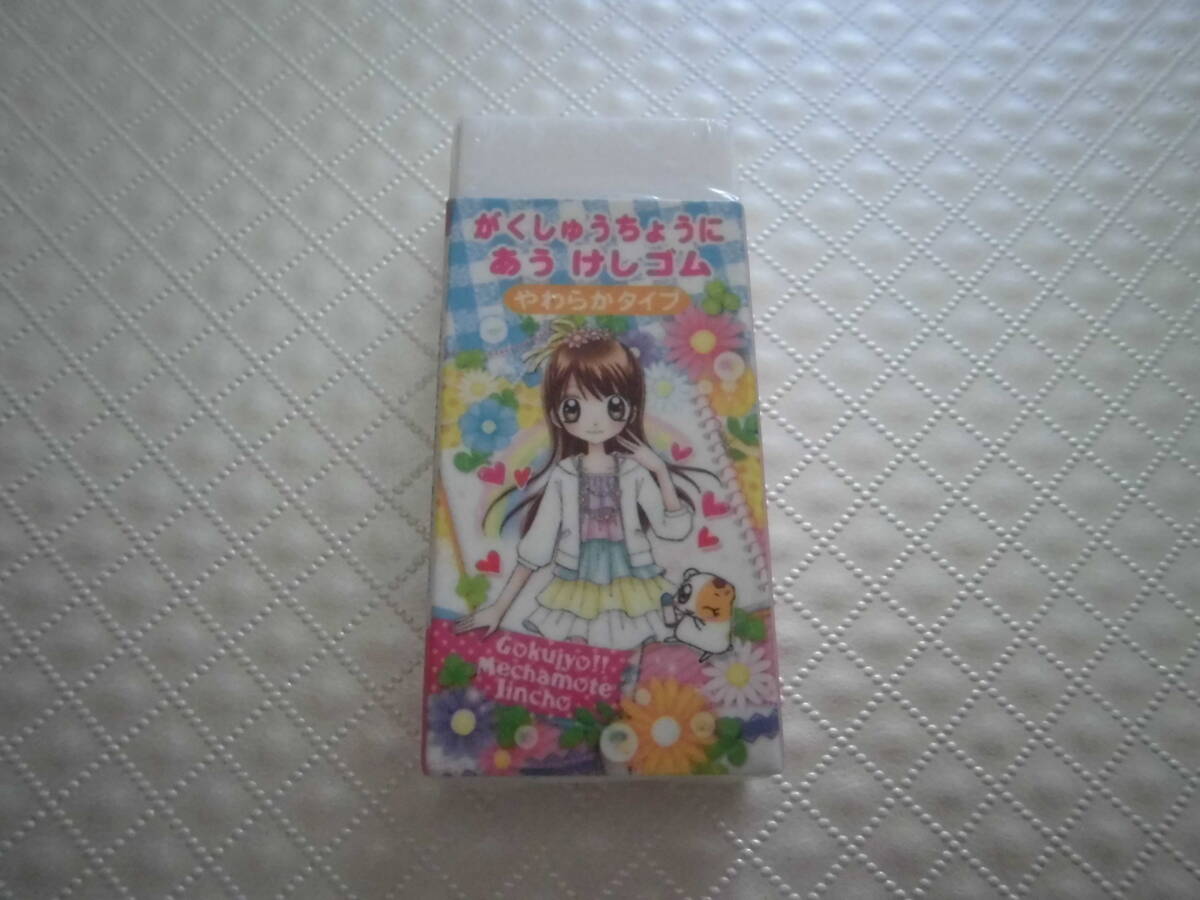 がくしゅうちょうに
あう けしゴム
やわらかタイプ
Gokujyo!!
Mechamote
Iincho